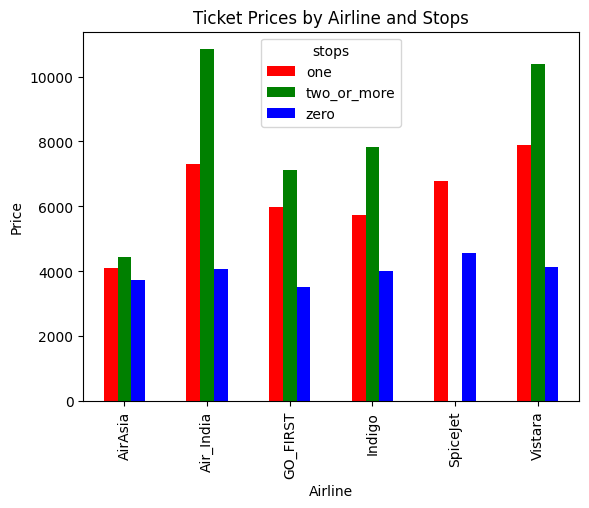 Ticket Prices by Airline and Stops
stops
one
two_or_more
zero
Price
10000
8000
6000
4000
2000
0
AirAsia
Air_India
GO_FIRST
Indigo
SpiceJet
Vistara
Airline